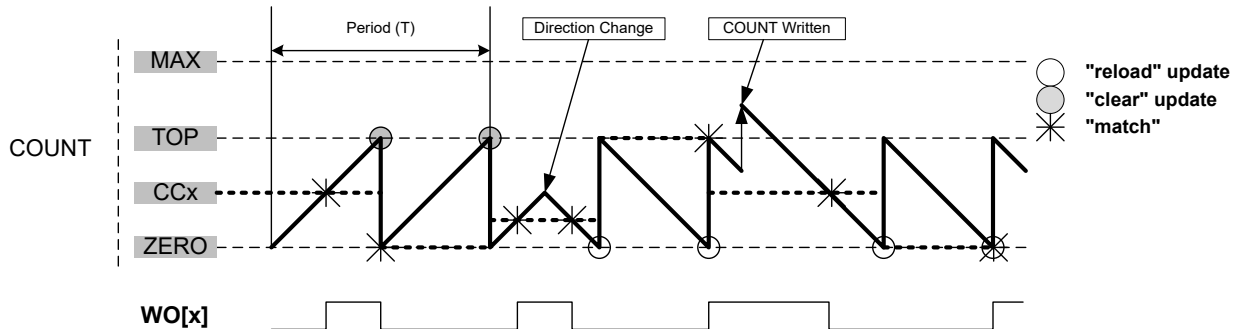 Period (T)
Direction Change
COUNT Written
MAX
"reload" update
"clear" update
TOP
"match"
COUNT
CCx
ZERO
WO[x]